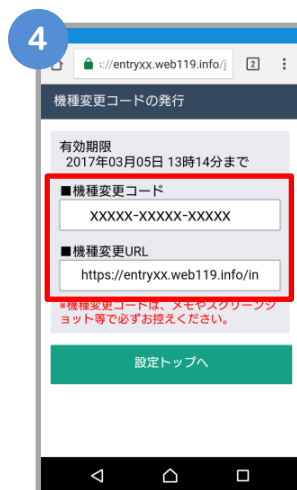 4
://entryxx.web119.info/j
2
機種変更コードの発行
有効期限
2017年03月05日 13時14分まで
■機種変更コード
XXXXX-XXXXX-XXXXX
■機種変更URL
https://entryxx.web119.info/in
*機種変更コードは、メモやスクリーンシ
ョット等で必ずお控えください。
設定トップへ